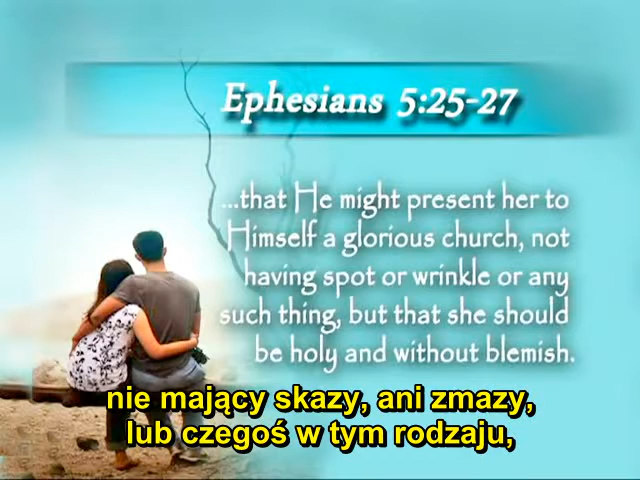 Ephesians 5:25-27
...that He might present her to
Himself a glorious church, not
having spot or wrinkle or any
such thing, but that she should
be holy and without blemish.
nie mający skazy, ani zmazy,
lub czegoś w tym rodzaju,